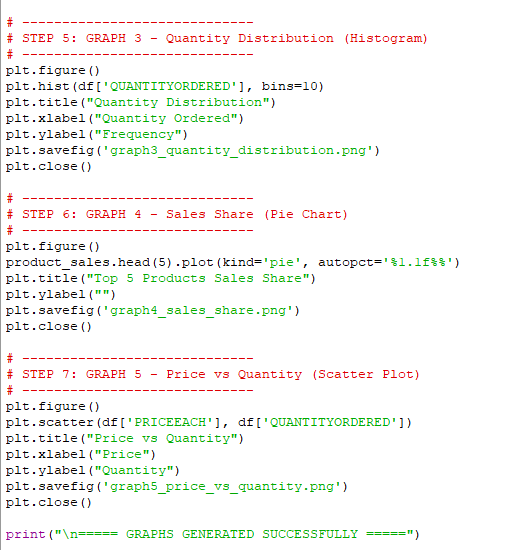 # -----------------------------
# STEP 5: GRAPH 3 - Quantity Distribution (Histogram)
# -----------------------------
plt.figure()
plt.hist(df['QUANTITYORDERED'], bins=10)
plt.title("Quantity Distribution")
plt.xlabel("Quantity Ordered")
plt.ylabel("Frequency")
plt.savefig('graph3_quantity_distribution.png')
plt.close()
# -----------------------------
# STEP 6: GRAPH 4 - Sales Share (Pie Chart)
# -----------------------------
plt.figure()
product_sales.head(5).plot(kind='pie', autopct='%1.1f%%')
plt.title("Top 5 Products Sales Share")
plt.ylabel("")
plt.savefig('graph4_sales_share.png')
plt.close()
# -----------------------------
# STEP 7: GRAPH 5 - Price vs Quantity (Scatter Plot)
# -----------------------------
plt.figure()
plt.scatter(df['PRICEEACH'], df['QUANTITYORDERED'])
plt.title("Price vs Quantity")
plt.xlabel("Price")
plt.ylabel("Quantity")
plt.savefig('graph5_price_vs_quantity.png')
plt.close()
print("\n===== GRAPHS GENERATED SUCCESSFULLY =====")